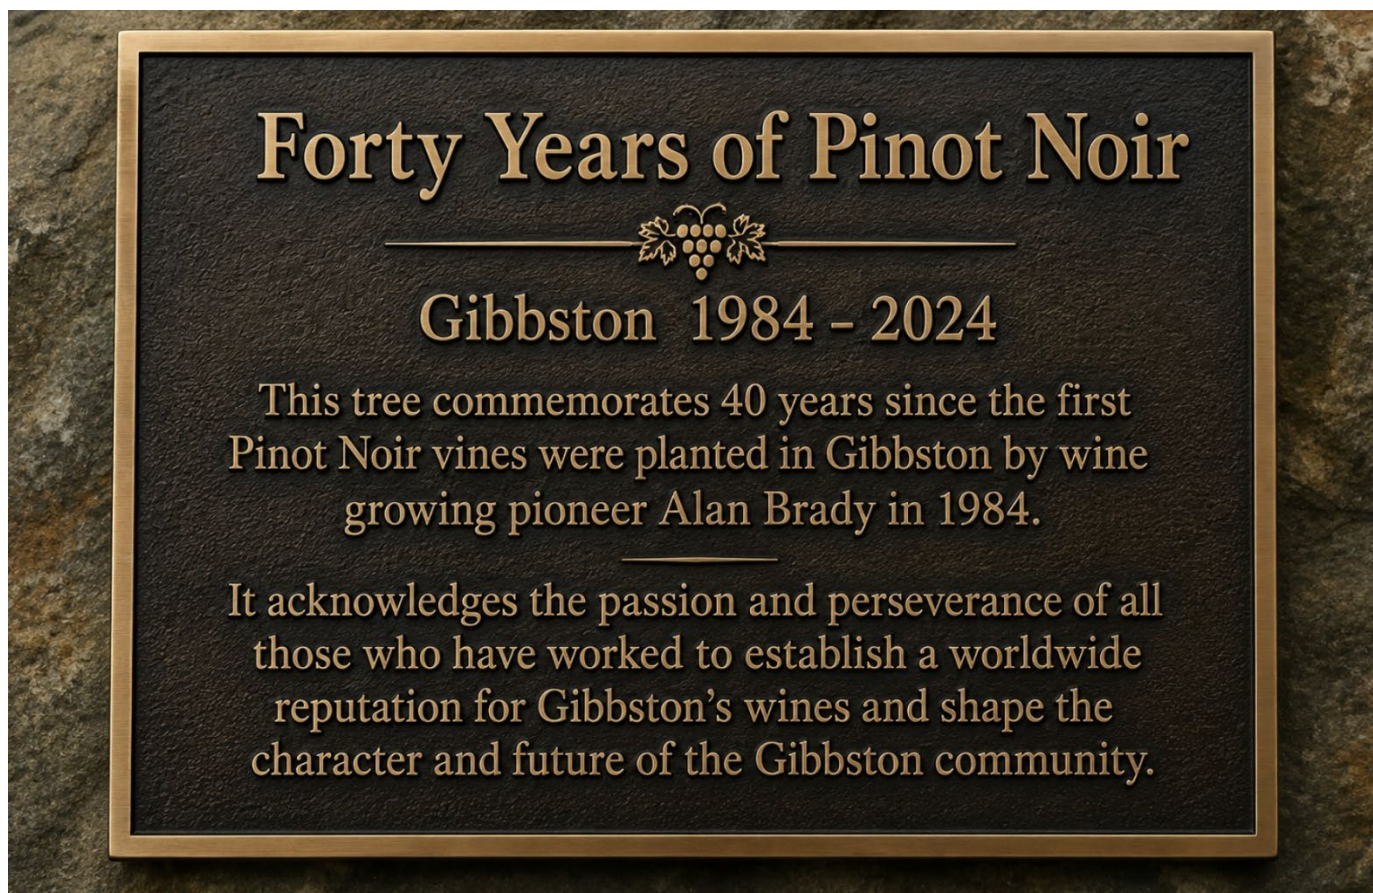 Forty Years of Pinot Noir
Gibbston 1984 – 2024
This tree commemorates 40 years since the first
Pinot Noir vines were planted in Gibbston by wine
growing pioneer Alan Brady in 1984.
It acknowledges the passion and perseverance of all
those who have worked to establish a worldwide
reputation for Gibbston’s wines and shape the
character and future of the Gibbston community.